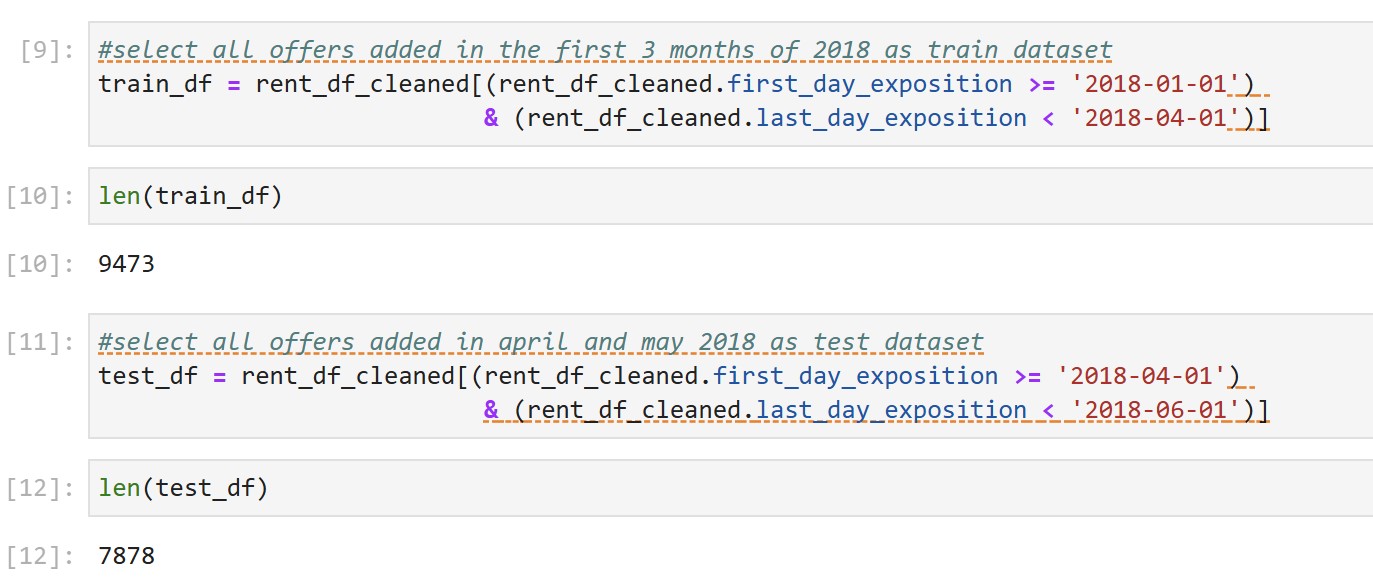 [9]: #select all offers added in the first 3 months of 2018 as train dataset
train_df = rent_df_cleaned[(rent_df_cleaned.first_day_exposition >= '2018-01-01')
& (rent_df_cleaned.last_day_exposition < '2018-04-01')]
[10]: len(train_df)
[10]: 9473
[11]: #select all offers added in april and may 2018 as test dataset
test_df = rent_df_cleaned[(rent_df_cleaned.first_day_exposition >= '2018-04-01')
& (rent_df_cleaned.last_day_exposition < '2018-06-01')]
[12]: len(test_df)
[12]: 7878